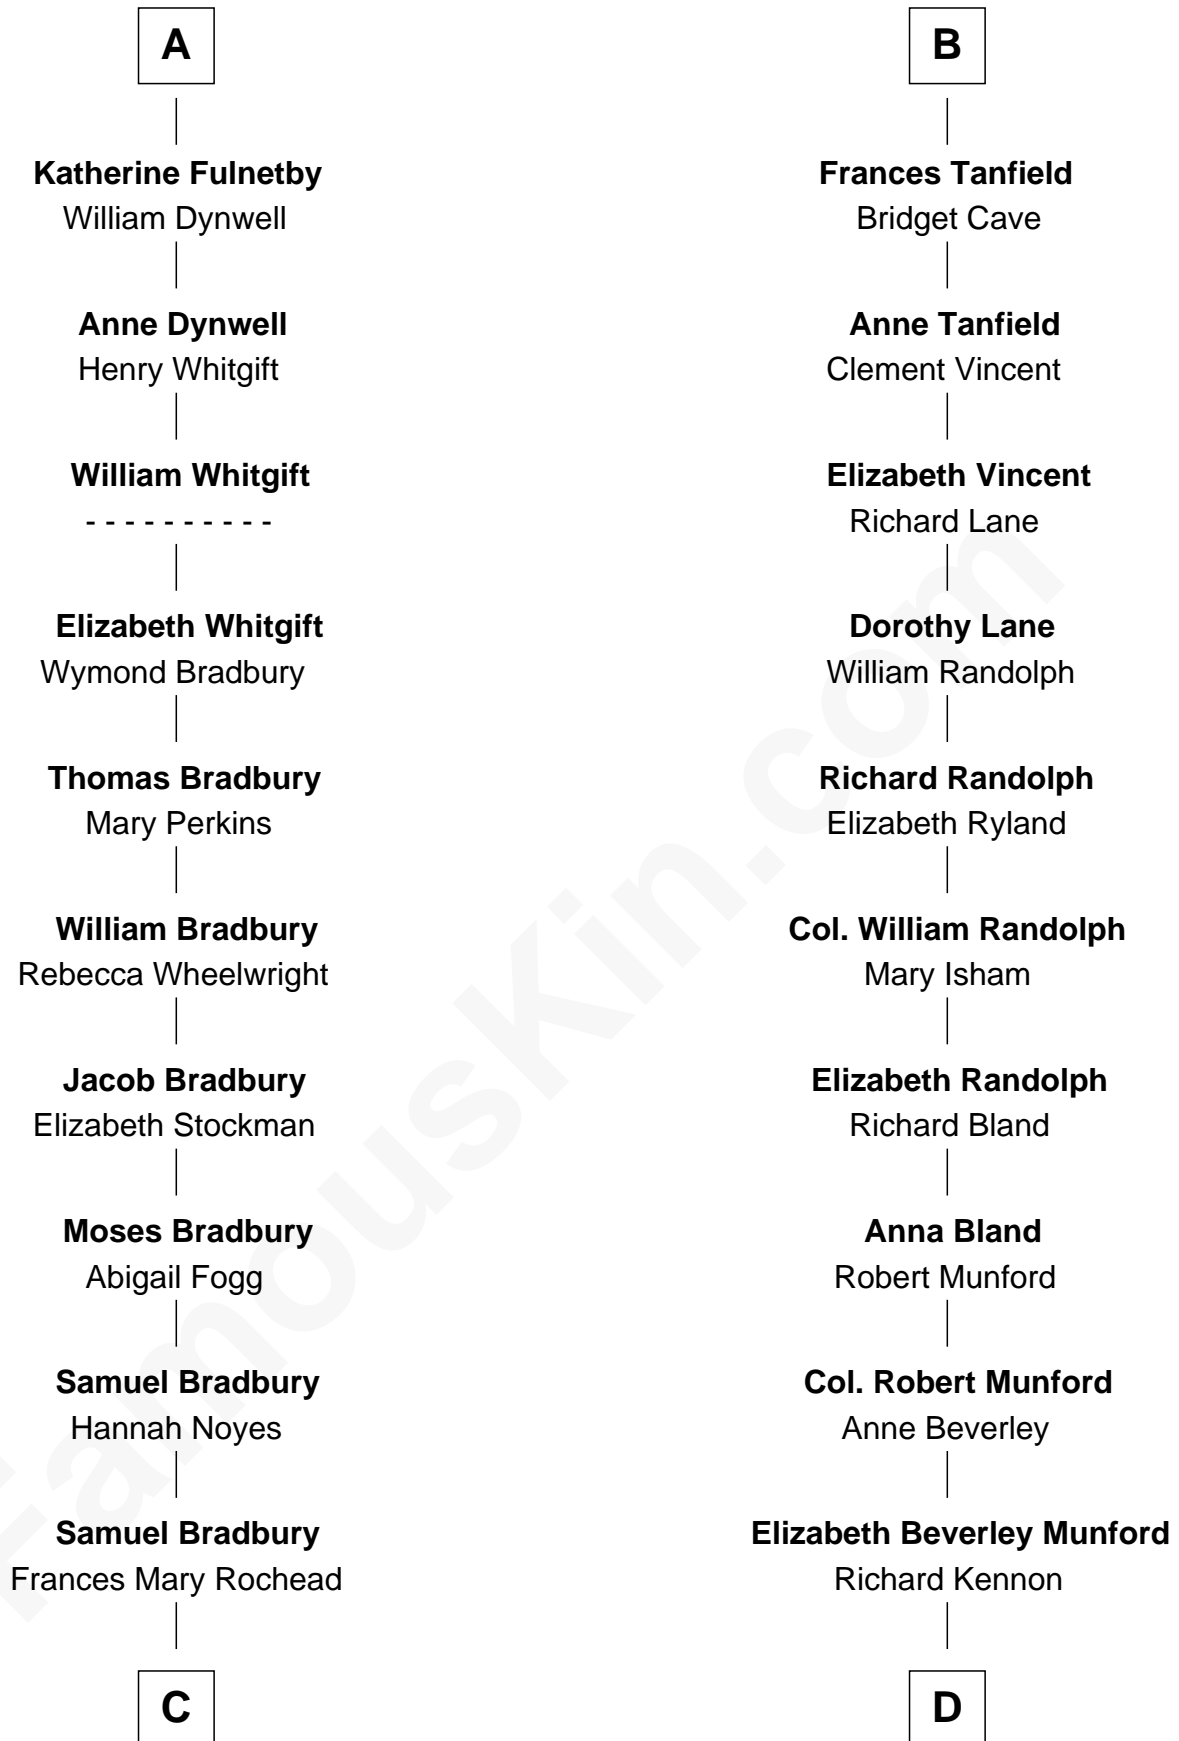 A
Katherine Fulnetby
William Dynwell
Anne Dynwell
Henry Whitgift
William Whitgift
- - - - - - - - - -
Elizabeth Whitgift
Wymond Bradbury
Thomas Bradbury
Mary Perkins
William Bradbury
Rebecca Wheelwright
Jacob Bradbury
Elizabeth Stockman
Moses Bradbury
Abigail Fogg
Samuel Bradbury
Hannah Noyes
Samuel Bradbury
Frances Mary Rochead
C
B
Frances Tanfield
Bridget Cave
Anne Tanfield
Clement Vincent
Elizabeth Vincent
Richard Lane
Dorothy Lane
William Randolph
Richard Randolph
Elizabeth Ryland
Col. William Randolph
Mary Isham
Elizabeth Randolph
Richard Bland
Anna Bland
Robert Munford
Col. Robert Munford
Anne Beverley
Elizabeth Beverley Munford
Richard Kennon
D
FamousKin.com